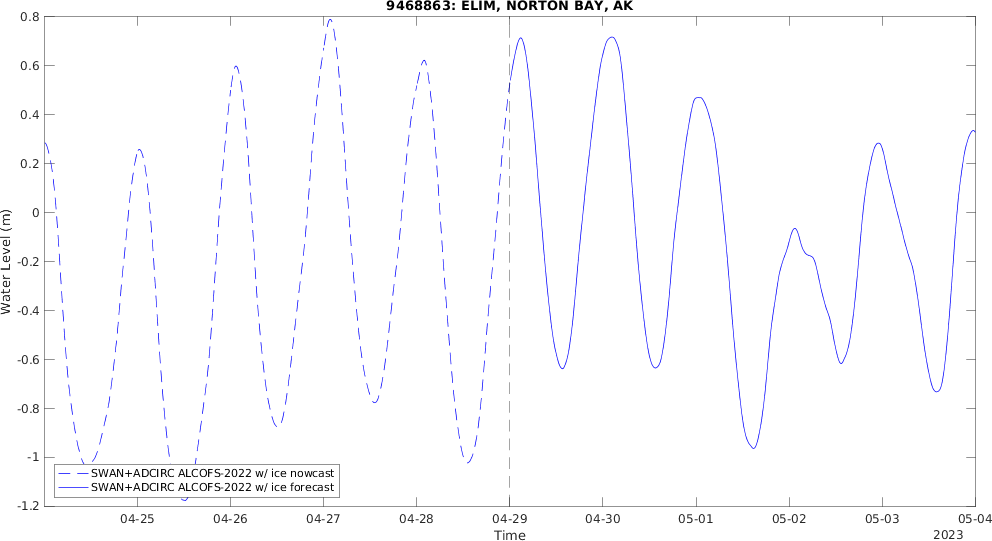 9468863: ELIM, NORTON BAY, AK
0.8
0.6
0.4
0.2
0
-0.2
-0.4
-0.6
-0.8
-1
-1.2
Water Level (m)
SWAN+ADCIRC ALCOFS-2022 w/ ice nowcast
SWAN+ADCIRC ALCOFS-2022 w/ ice forecast
04-25 04-26 04-27 04-28 04-29 04-30 05-01 05-02 05-03 05-04
Time
2023